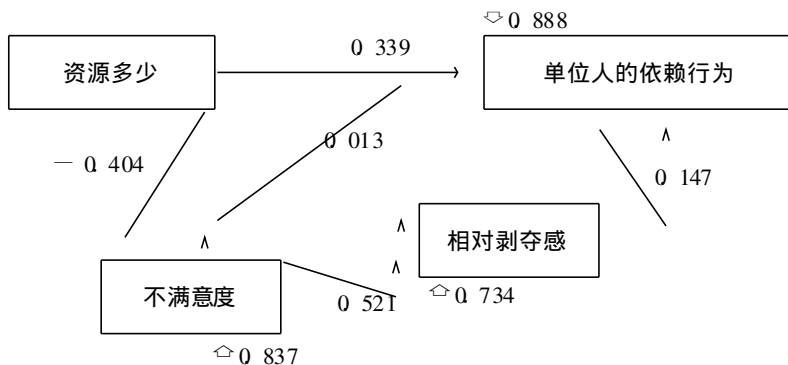 0. 888
0. 339
资源多少
单位人的依赖行为
0. 013
— 0. 404
0. 147
相对剥夺感
不满意度
0. 521
0. 734
0. 837